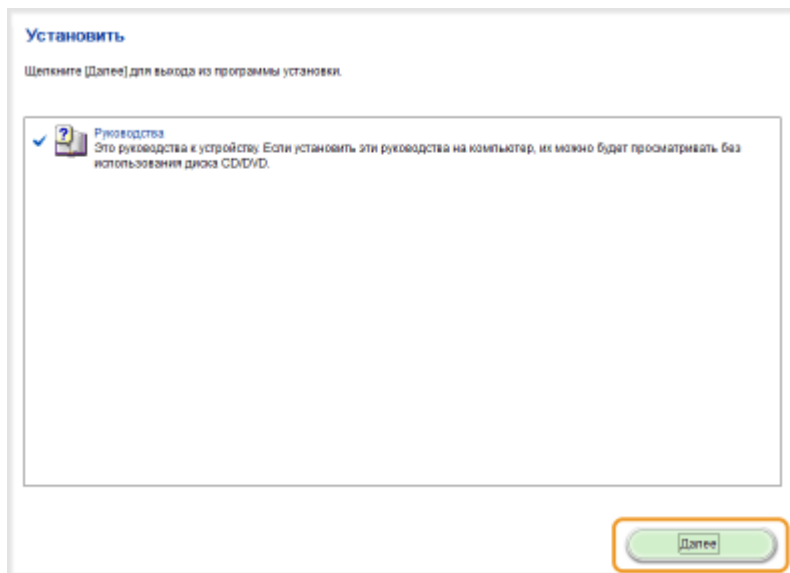 Установить
Щелкните [Далее] для выхода из программы установки.
Руководства
Это руководства к устройству. Если установить эти руководства на компьютер, их можно будет просматривать без
использования диска CD/DVD.
Далее